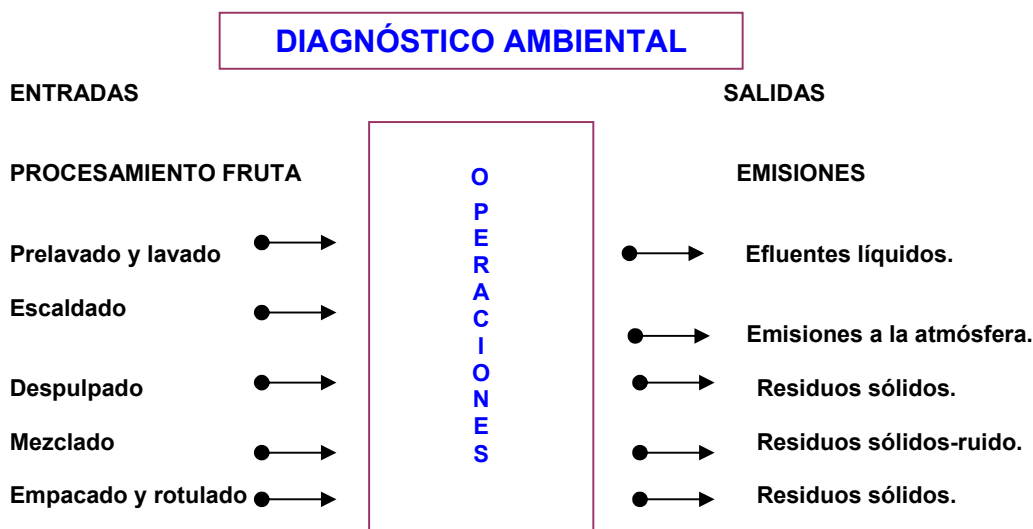 DIAGNÓSTICO AMBIENTAL
ENTRADAS SALIDAS
PROCESAMIENTO FRUTA EMISIONES
OPERACIONES
Prelavado y lavado Efluentes líquidos.
Escaldado Emisiones a la atmósfera.
Despulpado Residuos sólidos.
Mezclado Residuos sólidos-ruido.
Empacado y rotulado Residuos sólidos.